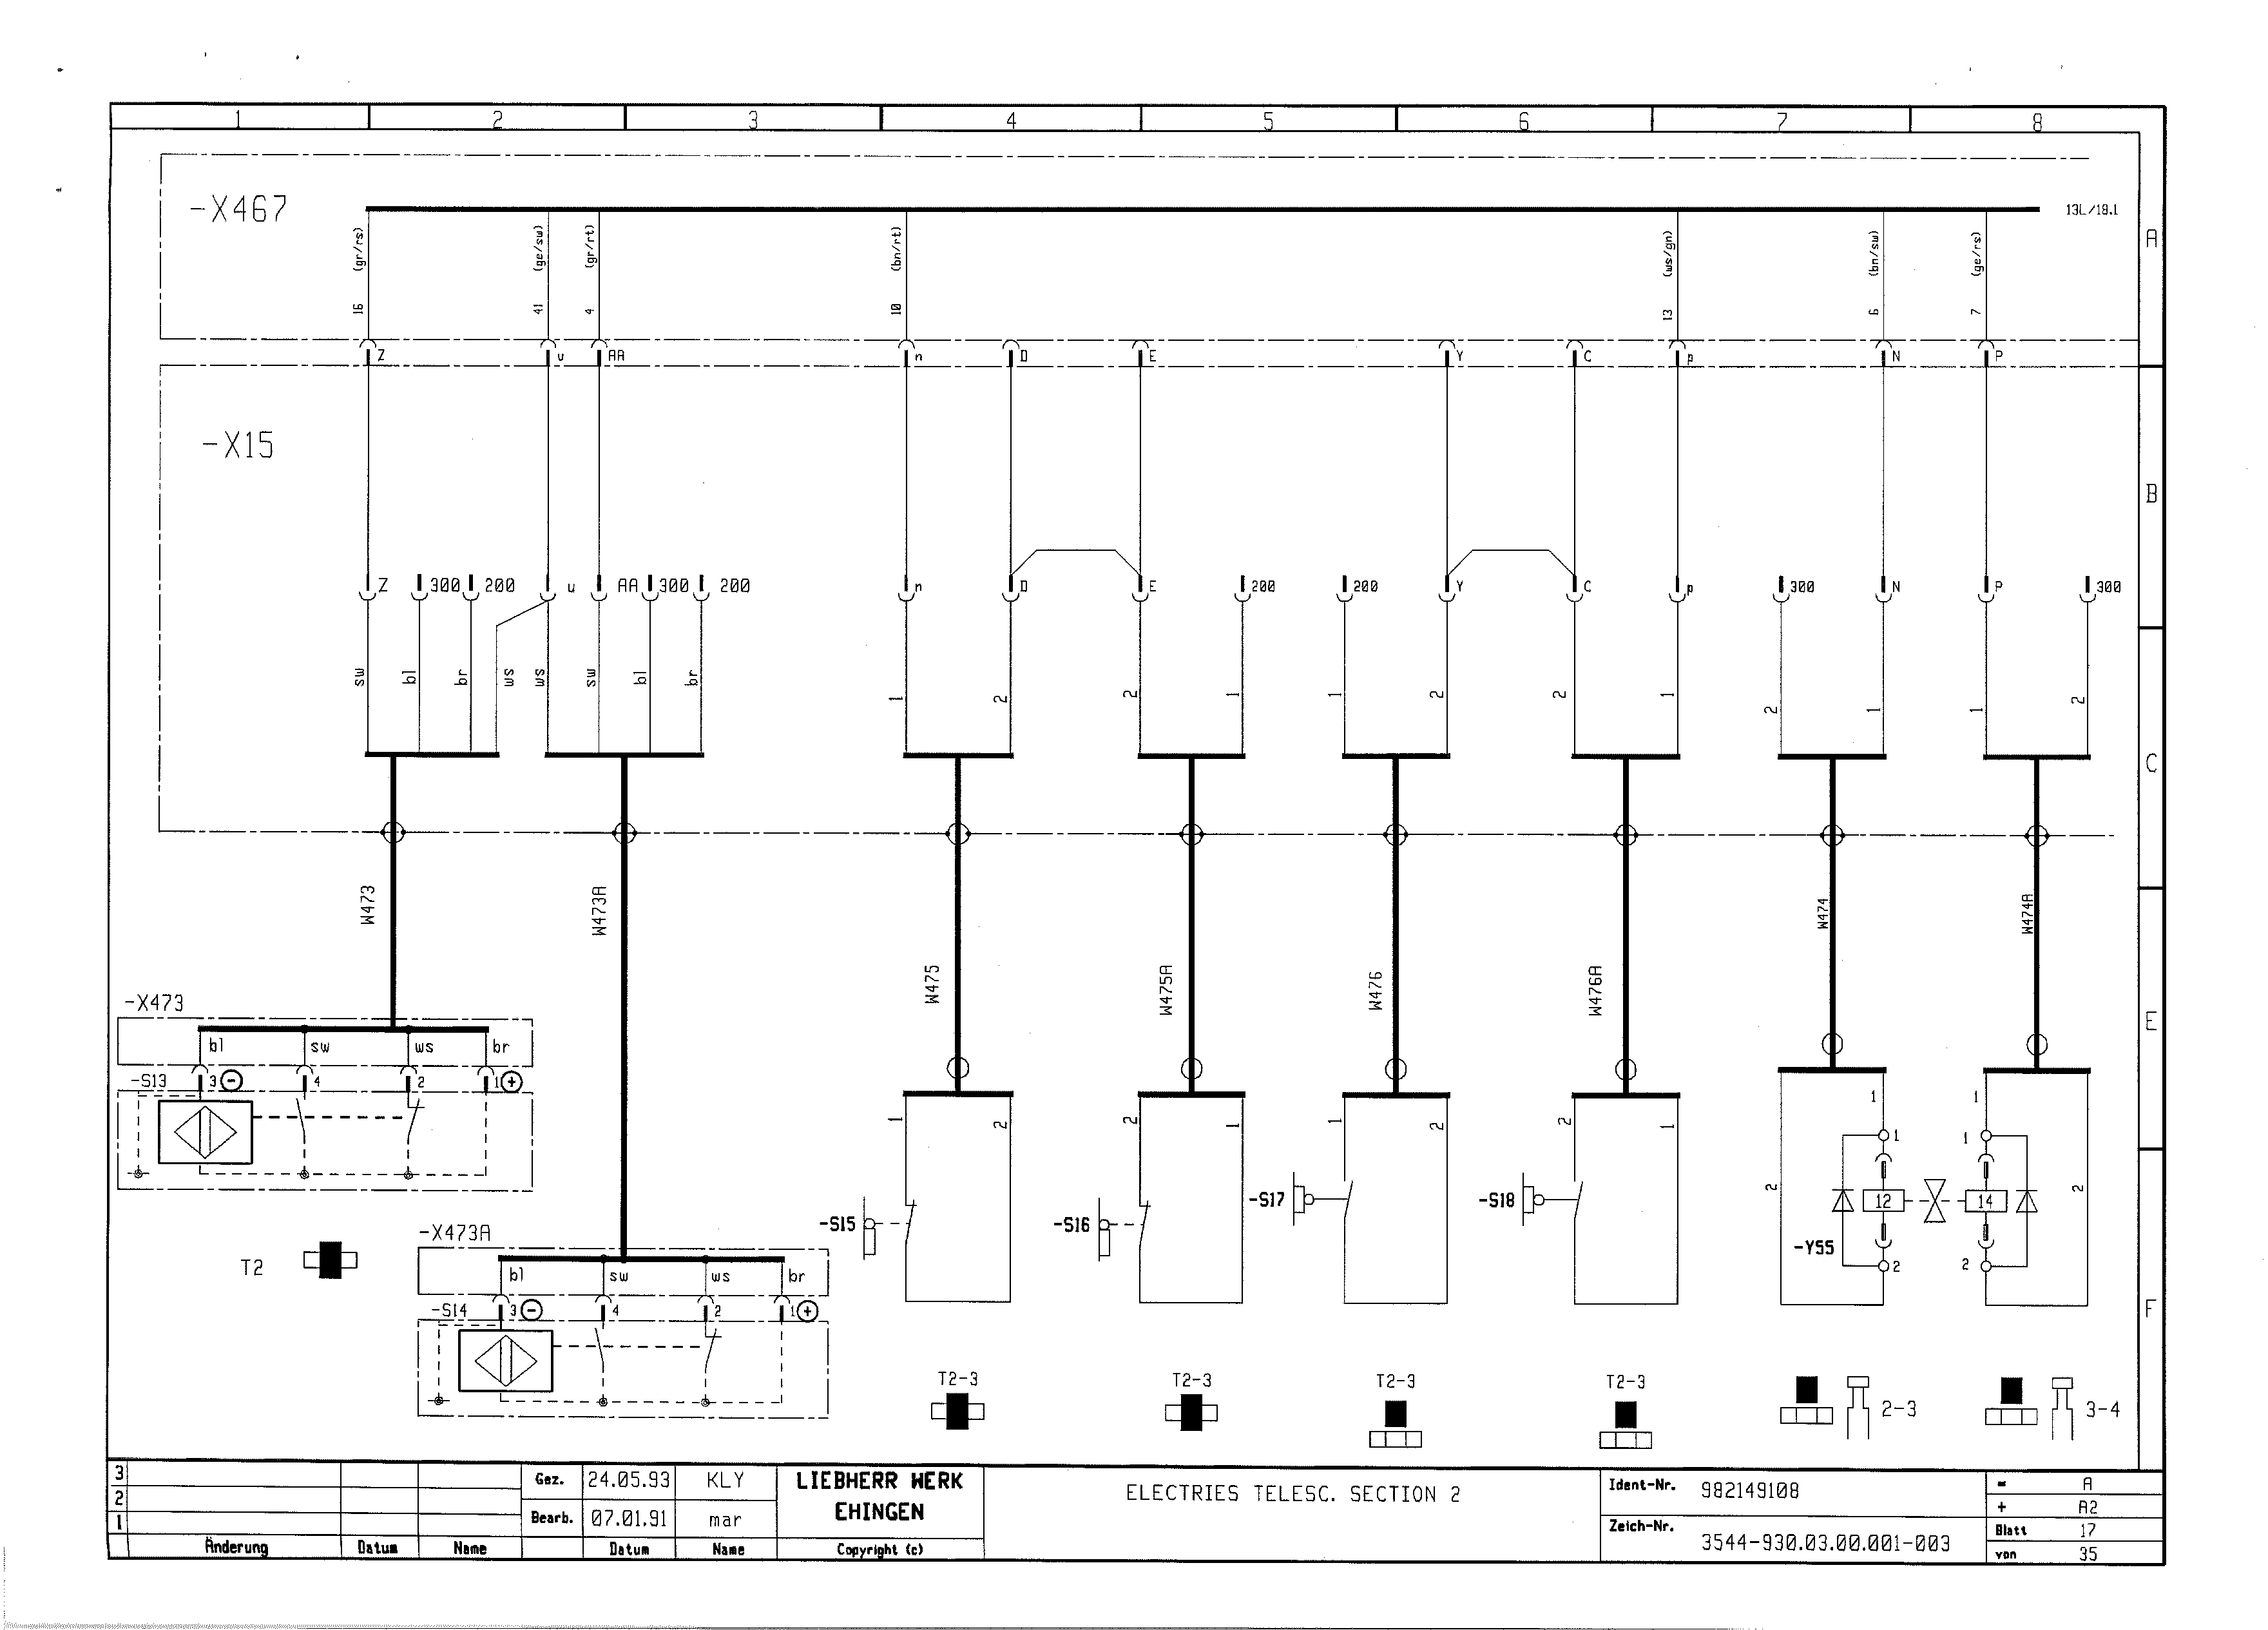 1 2 3 4 5 6 7 8
-X467
13L/18.1
A
(gr/rs) (ge/sw) (gr/rt) (bn/rt) (ws/gn) (bn/sw) (ge/rs)
16 41 4 10 13 6 7
Z u AA n D E Y C p N P
-X15
B
Z 300 200 u AA 300 200 n D E 200 200 Y C p 300 N P 300
sw bl br ws ws sw bl br 1 2 2 1 1 2 2 1 2 1 1 2
C
W473 W473A W475 W475A W476 W476A W474 W474A
-X473
E
bl sw ws br
-S13 3 - 4 2 1 +
1 2 2 1 1 2 2 1 1 1
1 1
2 2
-S15 -S16 -S17 -S18 12 14
-Y55
2 2
T2
-X473A
bl sw ws br
-S14 3 - 4 2 1 +
F
T2-3 T2-3 T2-3 T2-3
2-3 3-4
3
2
1
Änderung Datum Name
Gez. 24.05.93 KLY
Bearb. 07.01.91 mar
Datum Name
LIEBHERR WERK
EHINGEN
Copyright (c)
ELECTRIES TELESC. SECTION 2
Ident-Nr. 982149108
Zeich-Nr. 3544-930.03.00.001-003
= A
+ A2
Blatt 17
von 35